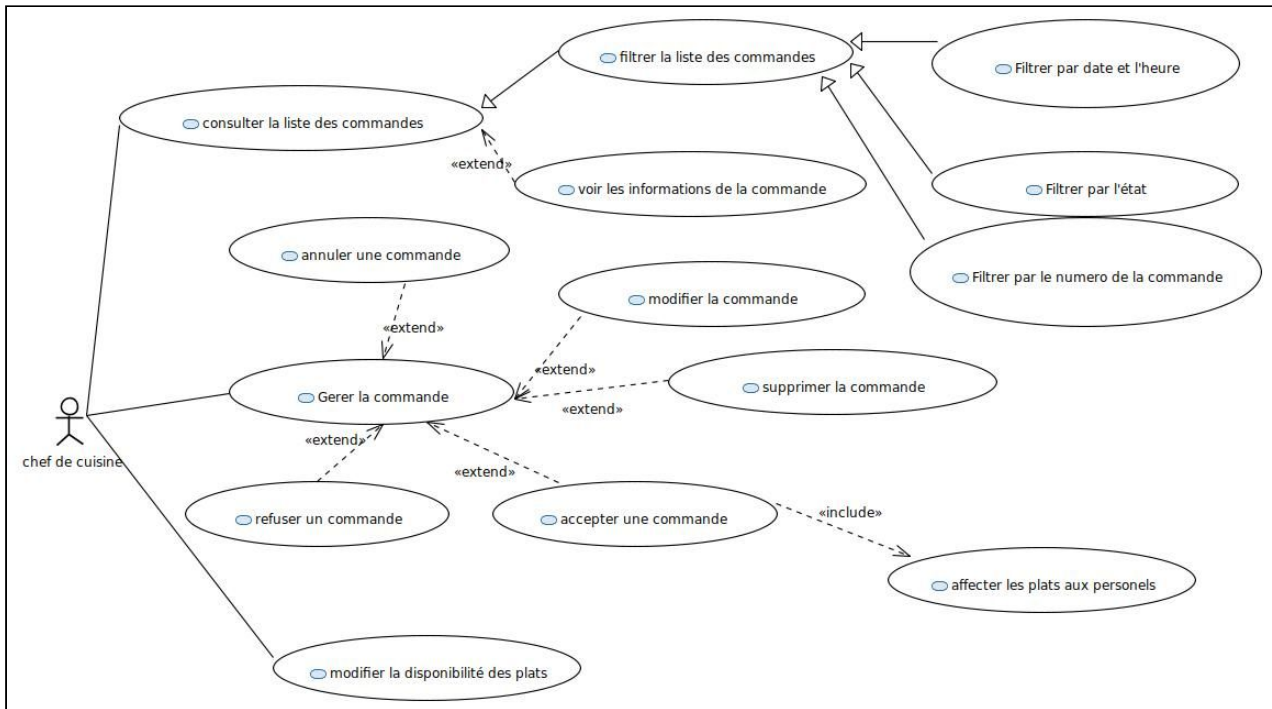 filtrer la liste des commandes
Filtrer par date et l'heure
consulter la liste des commandes
«extend»
voir les informations de la commande
Filtrer par l'état
annuler une commande
Filtrer par le numero de la commande
modifier la commande
«extend»
«extend»
supprimer la commande
Gerer la commande
«extend»
«extend»
chef de cuisine
«extend»
refuser un commande
accepter une commande
«include»
affecter les plats aux personels
modifier la disponibilité des plats